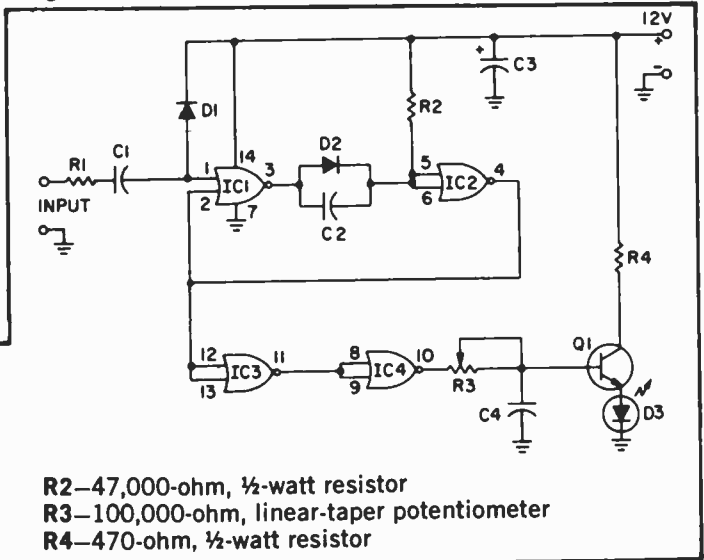 12V
+
-
C3
+
R2
D1
D2
R1
C1
1
14
3
IC1
2
7
C2
5
6
IC2
4
INPUT
R4
12
13
IC3
11
8
9
IC4
10
R3
C4
Q1
D3
R2—47,000-ohm, ½-watt resistor
R3—100,000-ohm, linear-taper potentiometer
R4—470-ohm, ½-watt resistor